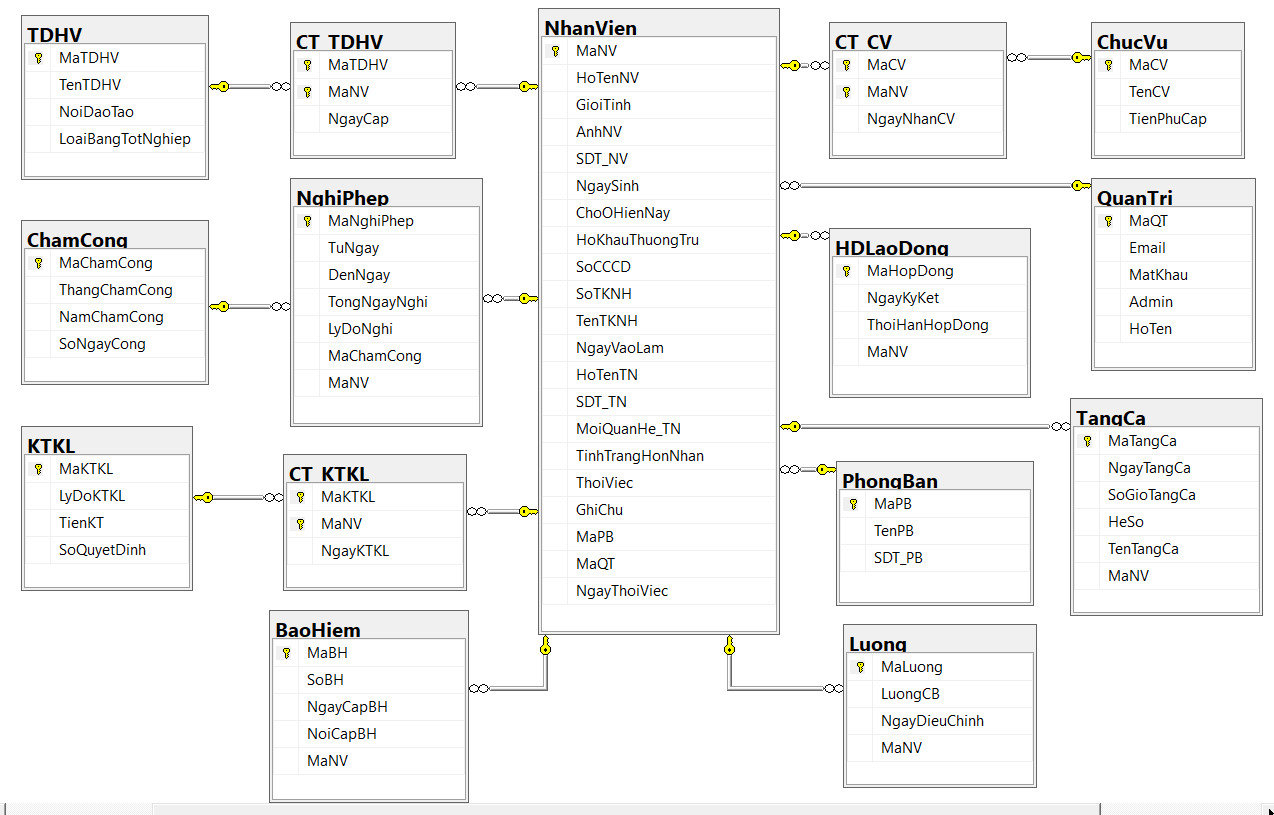 TDHV
MaTDHV
TenTDHV
NoiDaoTao
LoaiBangTotNghiep
CT_TDHV
MaTDHV
MaNV
NgayCap
NhanVien
MaNV
HoTenNV
GioiTinh
AnhNV
SDT_NV
NgaySinh
ChoOHienNay
HoKhauThuongTru
SoCCCD
SoTKNH
TenTKNH
NgayVaoLam
HoTenTN
SDT_TN
MoiQuanHe_TN
TinhTrangHonNhan
ThoiViec
GhiChu
MaPB
MaQT
NgayThoiViec
CT_CV
MaCV
MaNV
NgayNhanCV
ChucVu
MaCV
TenCV
TienPhuCap
NghiPhep
MaNghiPhep
TuNgay
DenNgay
TongNgayNghi
LyDoNghi
MaChamCong
MaNV
QuanTri
MaQT
Email
MatKhau
Admin
HoTen
ChamCong
MaChamCong
ThangChamCong
NamChamCong
SoNgayCong
HDLaoDong
MaHopDong
NgayKyKet
ThoiHanHopDong
MaNV
TangCa
MaTangCa
NgayTangCa
SoGioTangCa
HeSo
TenTangCa
MaNV
KTKL
MaKTKL
LyDoKTKL
TienKT
SoQuyetDinh
CT_KTKL
MaKTKL
MaNV
NgayKTKL
PhongBan
MaPB
TenPB
SDT_PB
BaoHiem
MaBH
SoBH
NgayCapBH
NoiCapBH
MaNV
Luong
MaLuong
LuongCB
NgayDieuChinh
MaNV